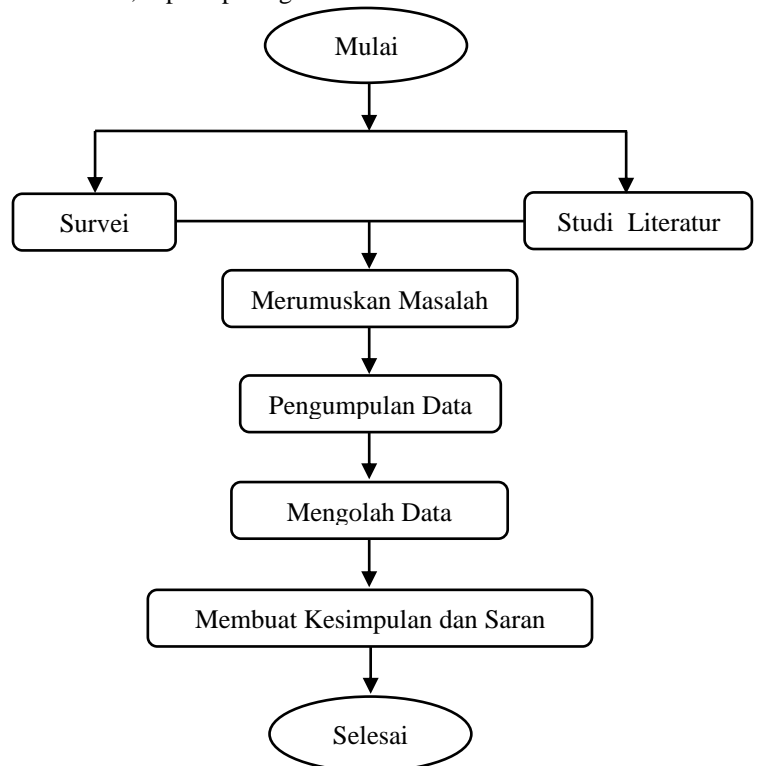 Mulai
Survei
Studi Literatur
Merumuskan Masalah
Pengumpulan Data
Mengolah Data
Membuat Kesimpulan dan Saran
Selesai